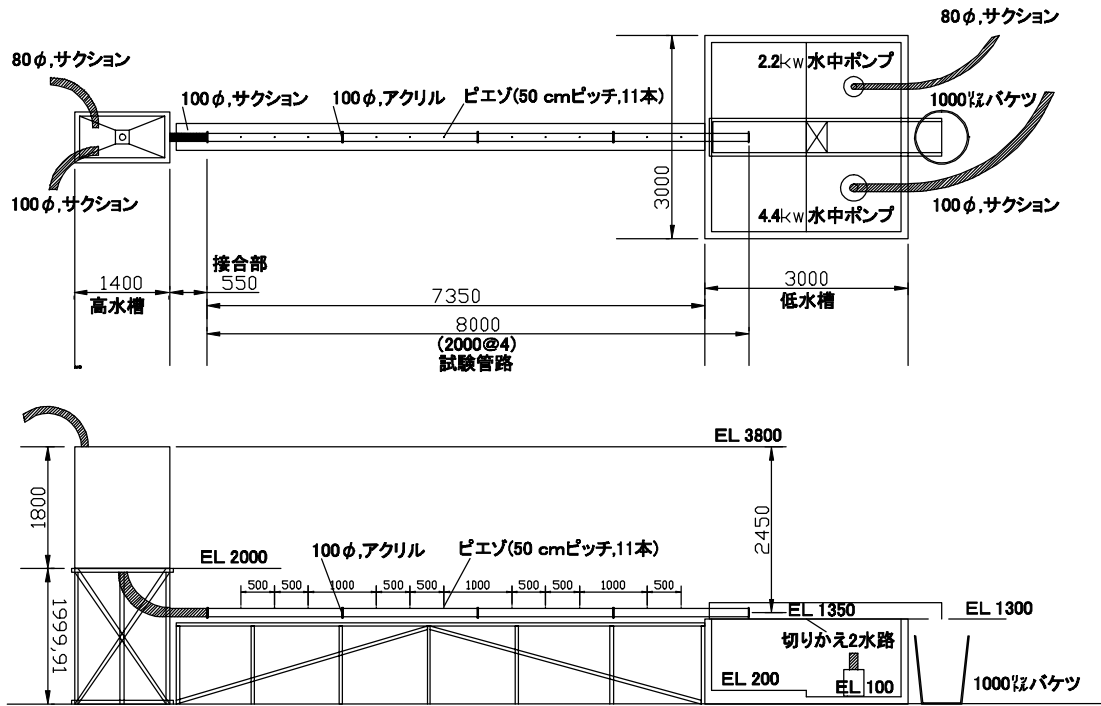 80φ,サクション
80φ,サクション
2.2kw 水中ポンプ
100φ,サクション
100φ,アクリル
ピエゾ(50 cmピッチ,11本)
1000㍑バケツ
3000
100φ,サクション
4.4kw 水中ポンプ
100φ,サクション
接合部
1400
550
高水槽
7350
3000
低水槽
8000
(2000@4)
試験管路
EL 3800
1800
2450
EL 2000
100φ,アクリル
ピエゾ(50 cmピッチ,11本)
500 500 1000 500 500 1000 500 500 1000 500
1999,91
EL 1350
EL 1300
切りかえ2水路
EL 200
EL 100
1000㍑バケツ